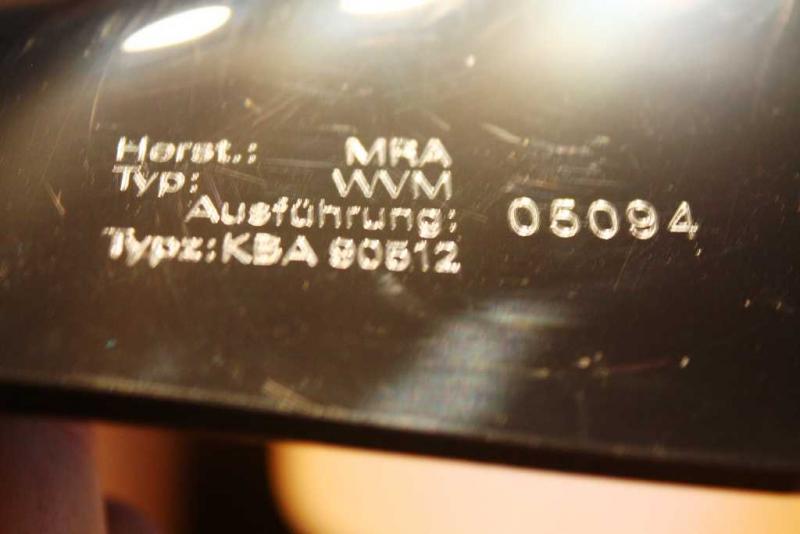 Herst.: MRA
Typ: WVM
Ausführung: 05094
Typz:KBA 90512